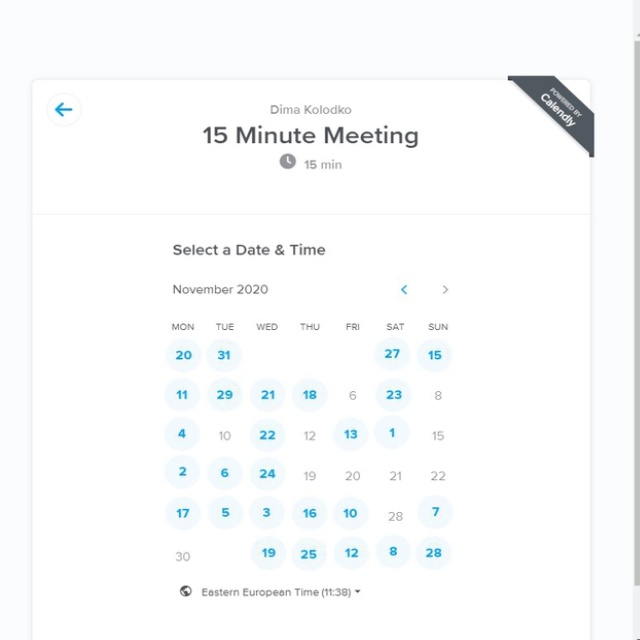 POWERED BY
Calendly
Dima Kolodko
15 Minute Meeting
15 min
Select a Date & Time
November 2020
MON TUE WED THU FRI SAT SUN
20 31 27 15
11 29 21 18 6 23 8
4 10 22 12 13 1 15
2 6 24 19 20 21 22
17 5 3 16 10 28 7
30 19 25 12 8 28
Eastern European Time (11:38)